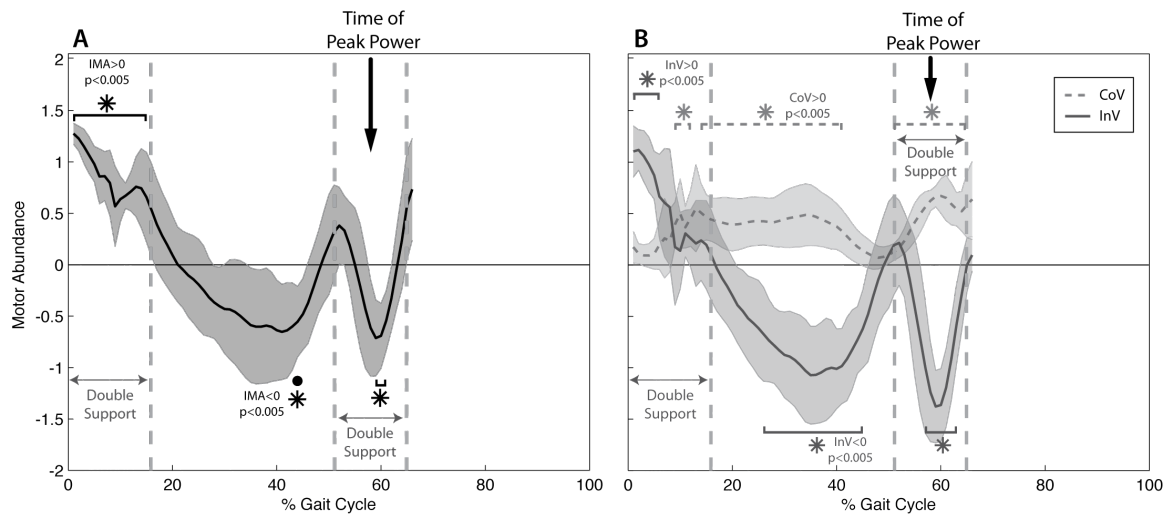 A
Time of
Peak Power
IMA>0
p<0.005
IMA<0
p<0.005
Double
Support
Double
Support
Motor Abundance
2
1.5
1
0.5
0
-0.5
-1
-1.5
-2
0
20
40
60
80
100
% Gait Cycle
B
Time of
Peak Power
InV>0
p<0.005
CoV>0
p<0.005
CoV
InV
Double
Support
Double
Support
InV<0
p<0.005
0
20
40
60
80
100
% Gait Cycle